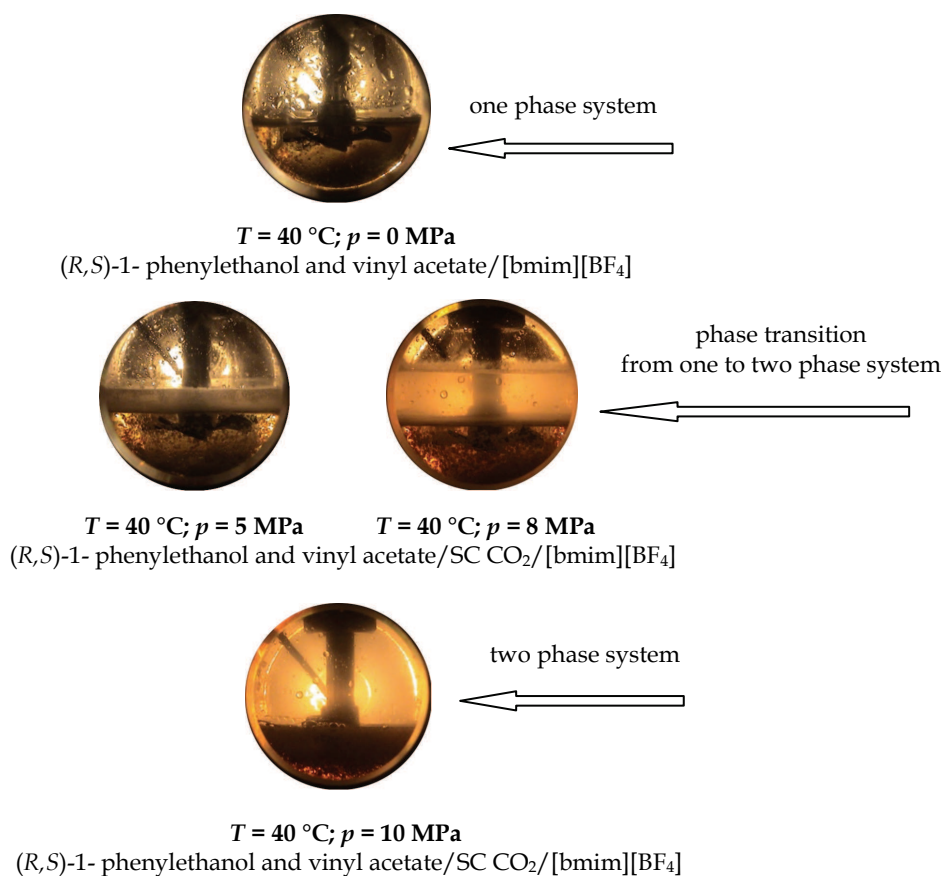 one phase system
T = 40 °C; p = 0 MPa
(R,S)-1- phenylethanol and vinyl acetate/[bmim][BF₄]
phase transition
from one to two phase system
T = 40 °C; p = 5 MPa
T = 40 °C; p = 8 MPa
(R,S)-1- phenylethanol and vinyl acetate/SC CO₂/[bmim][BF₄]
two phase system
T = 40 °C; p = 10 MPa
(R,S)-1- phenylethanol and vinyl acetate/SC CO₂/[bmim][BF₄]